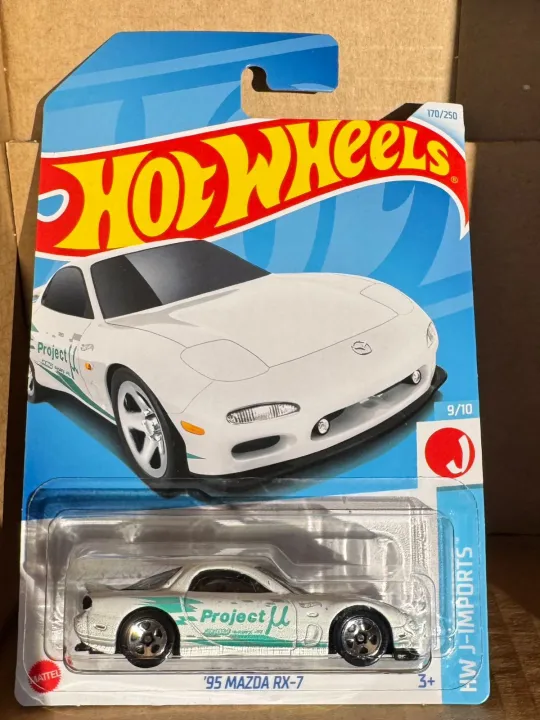 170/250
HOT WHEELS®
Project μ
9/10
J
HW J-IMPORTS
Project μ
MATTEL
'95 MAZDA RX-7
3+